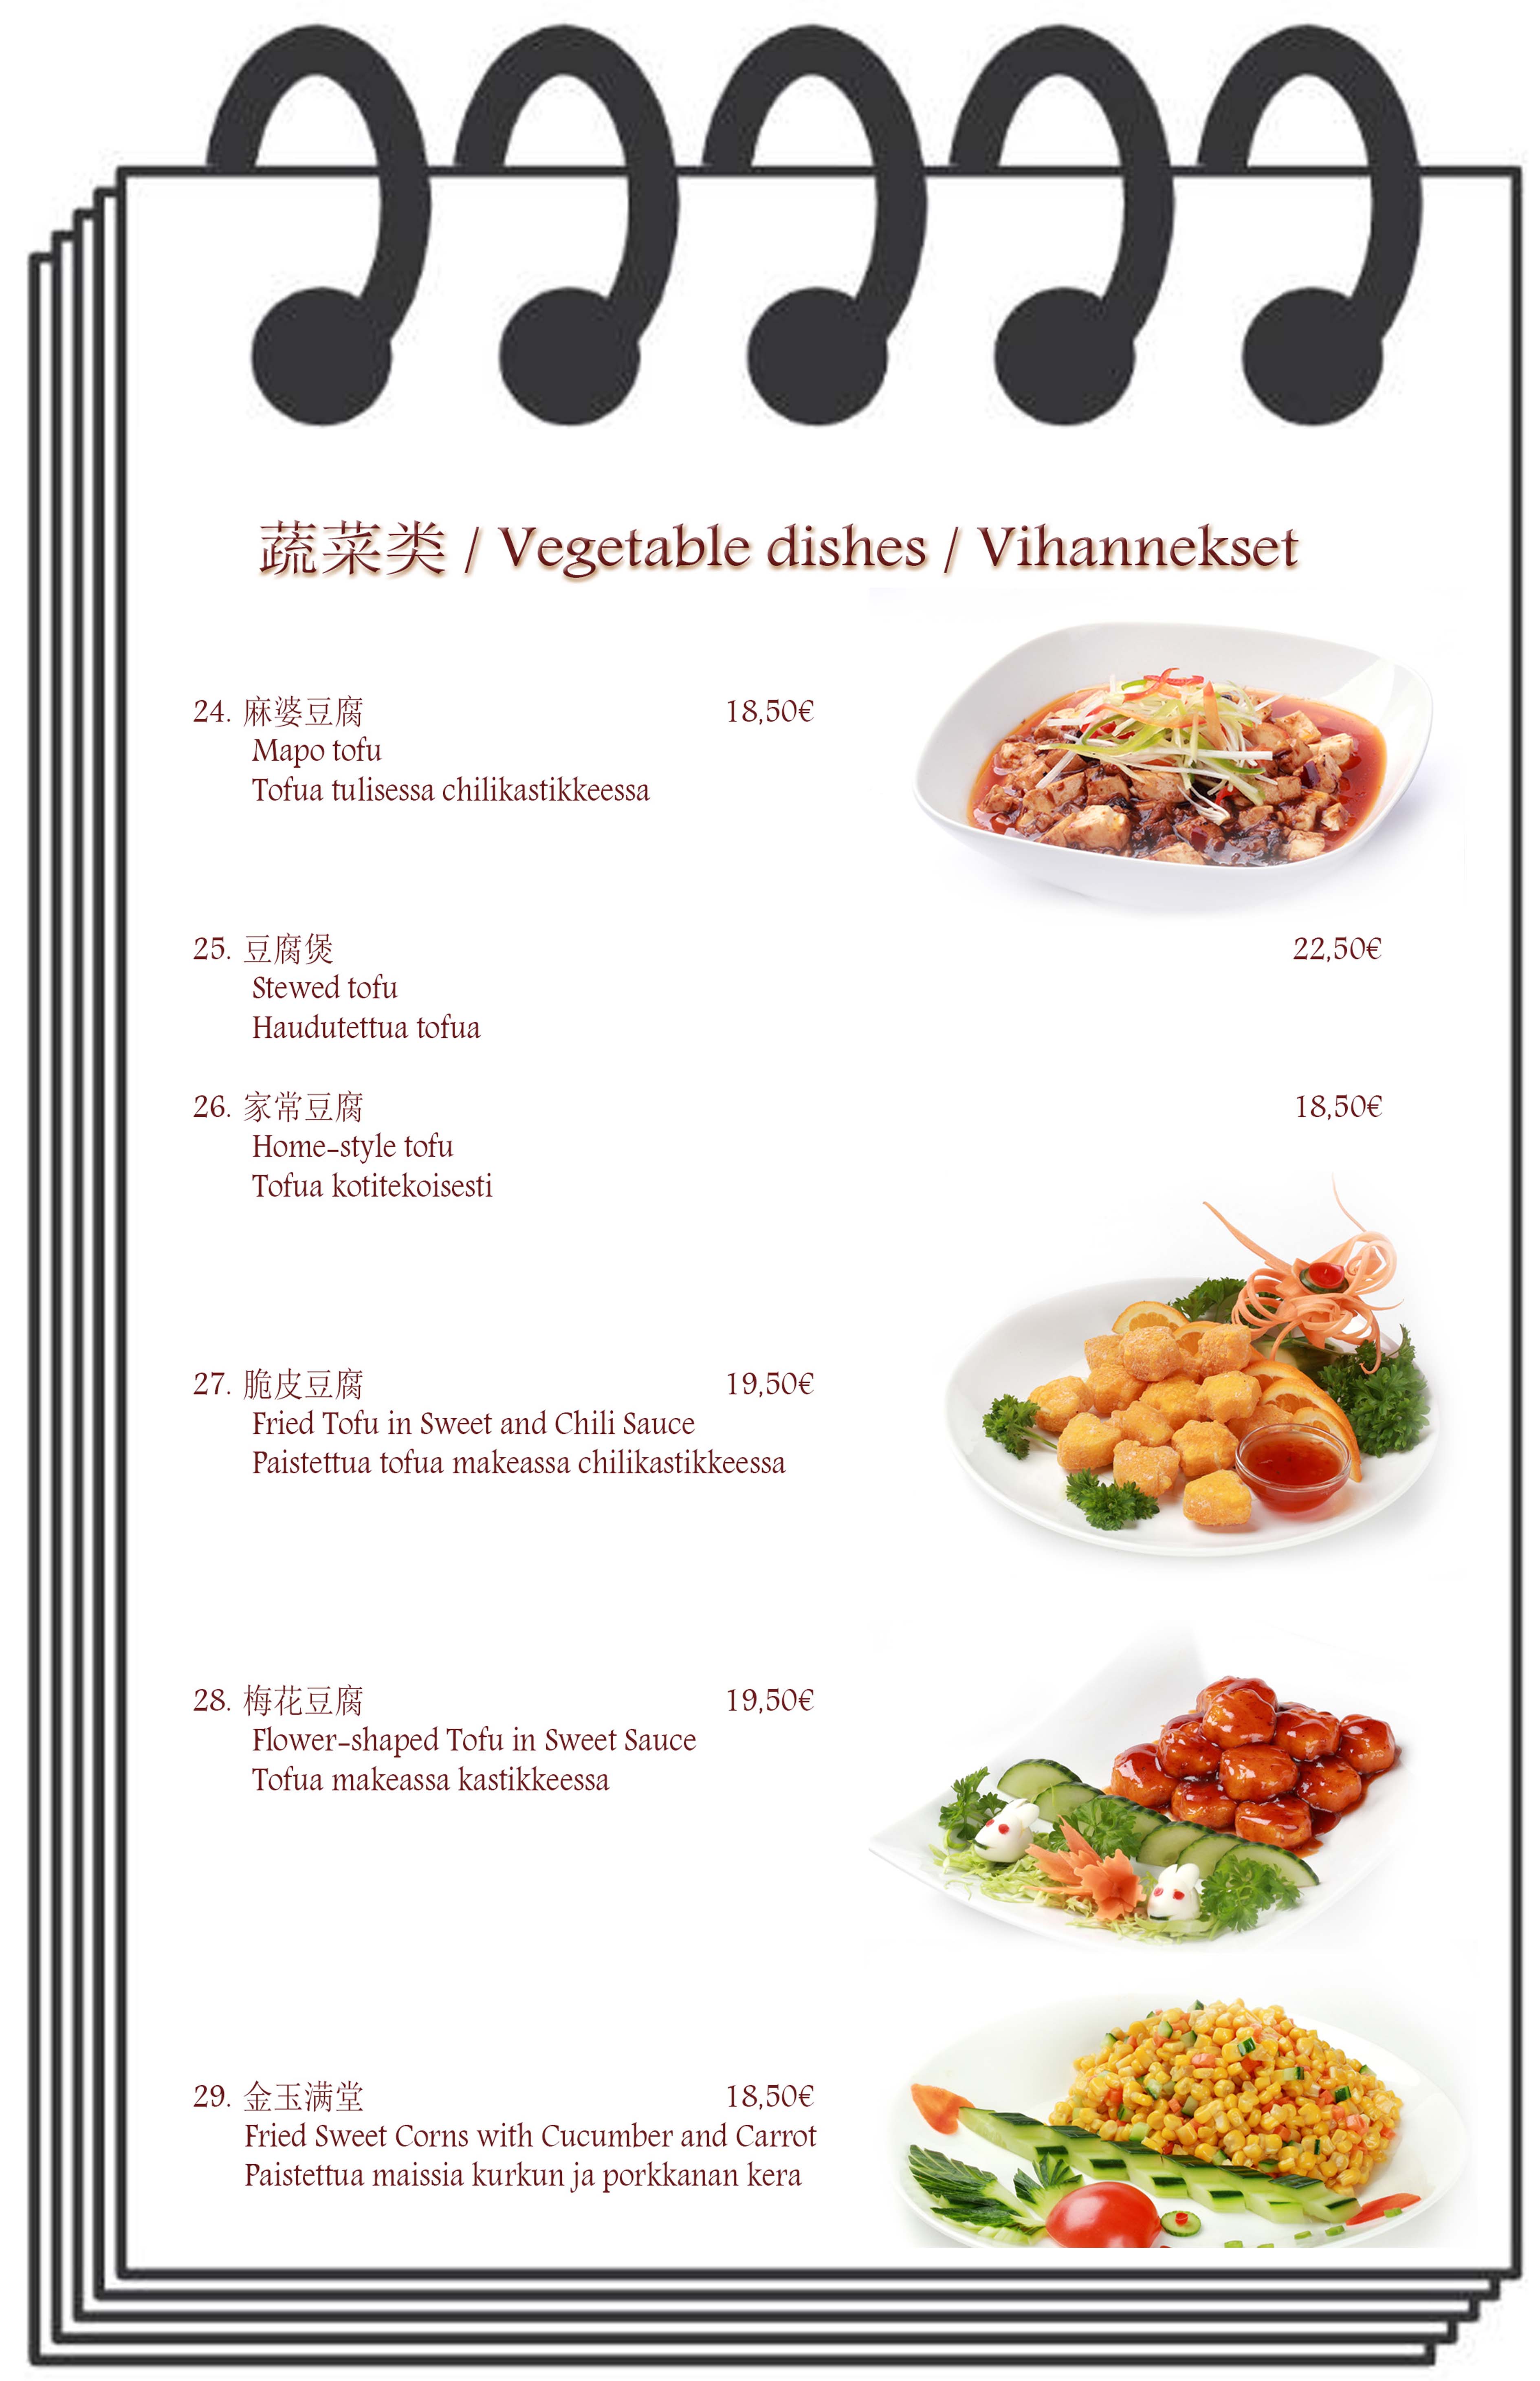 蔬菜类 / Vegetable dishes / Vihannekset
24. 麻婆豆腐 18,50€
Mapo tofu
Tofua tulisessa chilikastikkeessa
25. 豆腐煲 22,50€
Stewed tofu
Haudutettua tofua
26. 家常豆腐 18,50€
Home-style tofu
Tofua kotitekoisesti
27. 脆皮豆腐 19,50€
Fried Tofu in Sweet and Chili Sauce
Paistettua tofua makeassa chilikastikkeessa
28. 梅花豆腐 19,50€
Flower-shaped Tofu in Sweet Sauce
Tofua makeassa kastikkeessa
29. 金玉满堂 18,50€
Fried Sweet Corns with Cucumber and Carrot
Paistettua maissia kurkun ja porkkanan kera